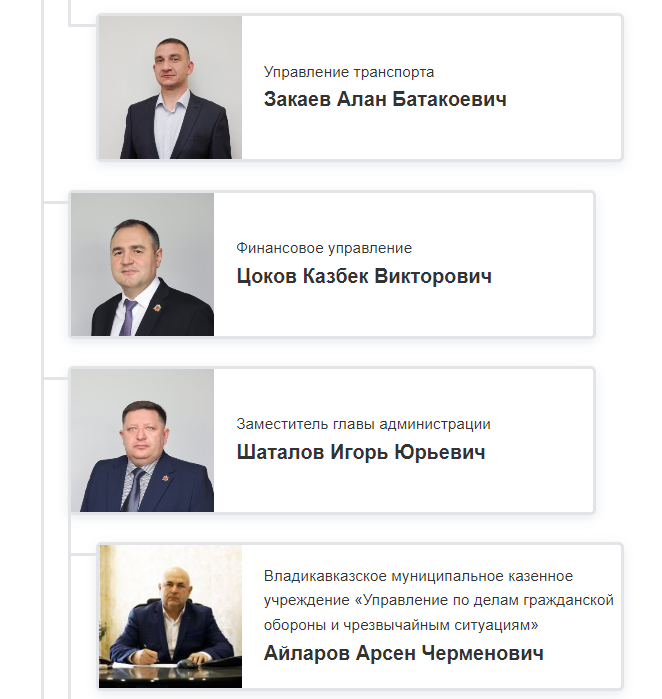 Управление транспорта
Закаев Алан Батакоевич
Финансовое управление
Цоков Казбек Викторович
Заместитель главы администрации
Шаталов Игорь Юрьевич
Владикавказское муниципальное казенное
учреждение «Управление по делам гражданской
обороны и чрезвычайным ситуациям»
Айларов Арсен Черменович